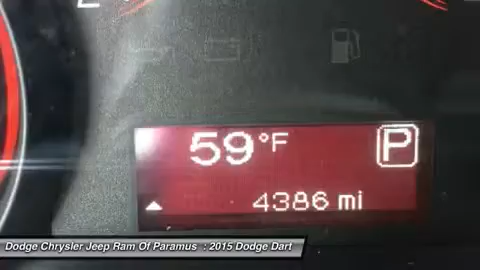 E
59°F P
4386 mi
Dodge Chrysler Jeep Ram Of Paramus : 2015 Dodge Dart